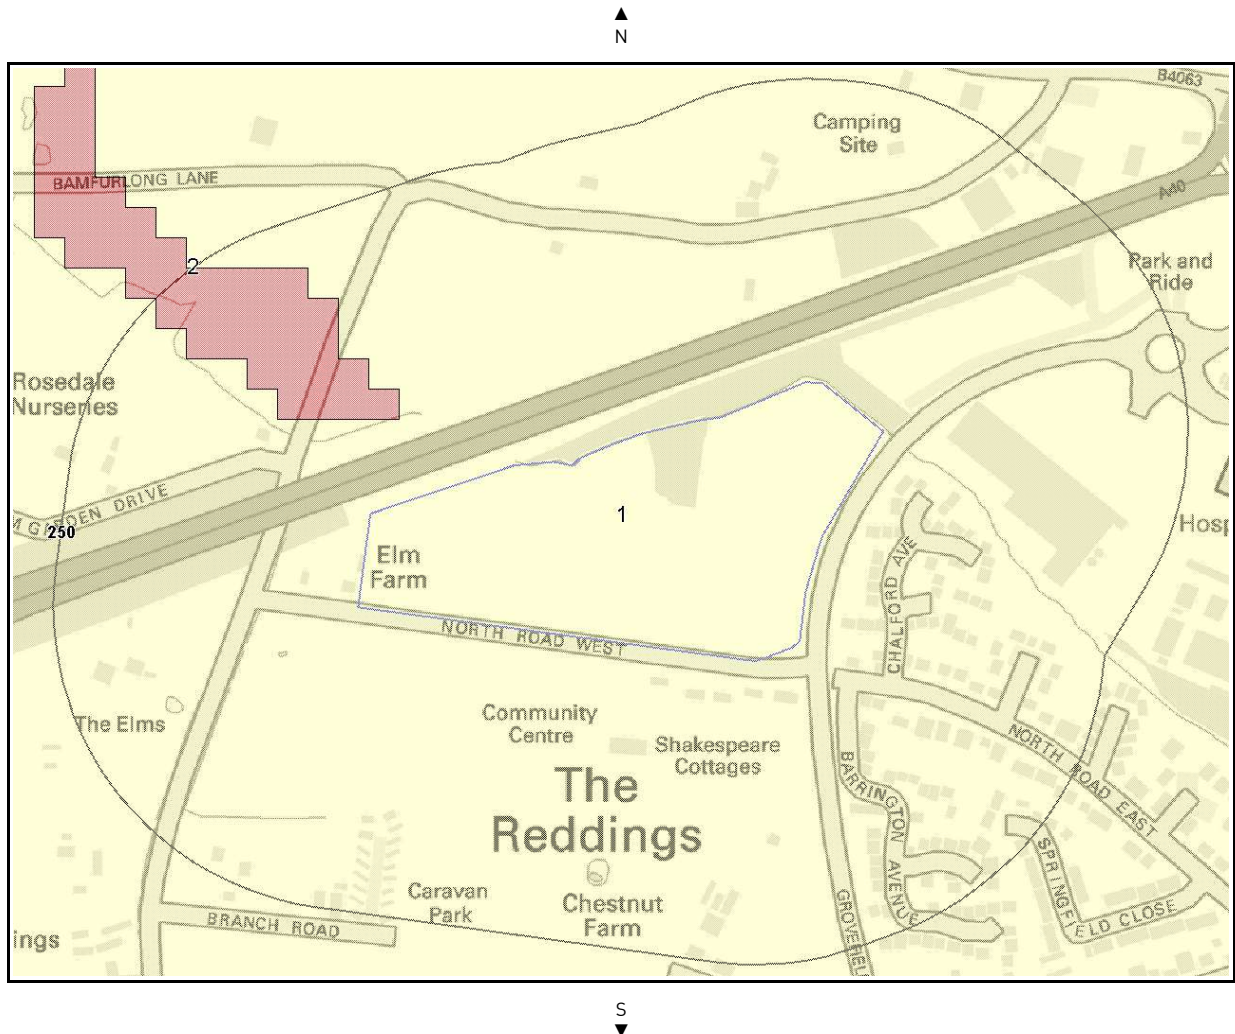 N
B4063
Camping
Site
BAMFURLONG LANE
A40
Park and
Ride
2
Rosedale
Nurseries
1
M GARDEN DRIVE
250
Elm
Farm
CHALFORD AVE
NORTH ROAD WEST
The Elms
Community
Centre
Shakespeare
Cottages
The
Reddings
BARRINGTON AVENUE
NORTH ROAD EAST
SPRINGFIELD CLOSE
Caravan
Park
Chestnut
Farm
BRANCH ROAD
ings
S